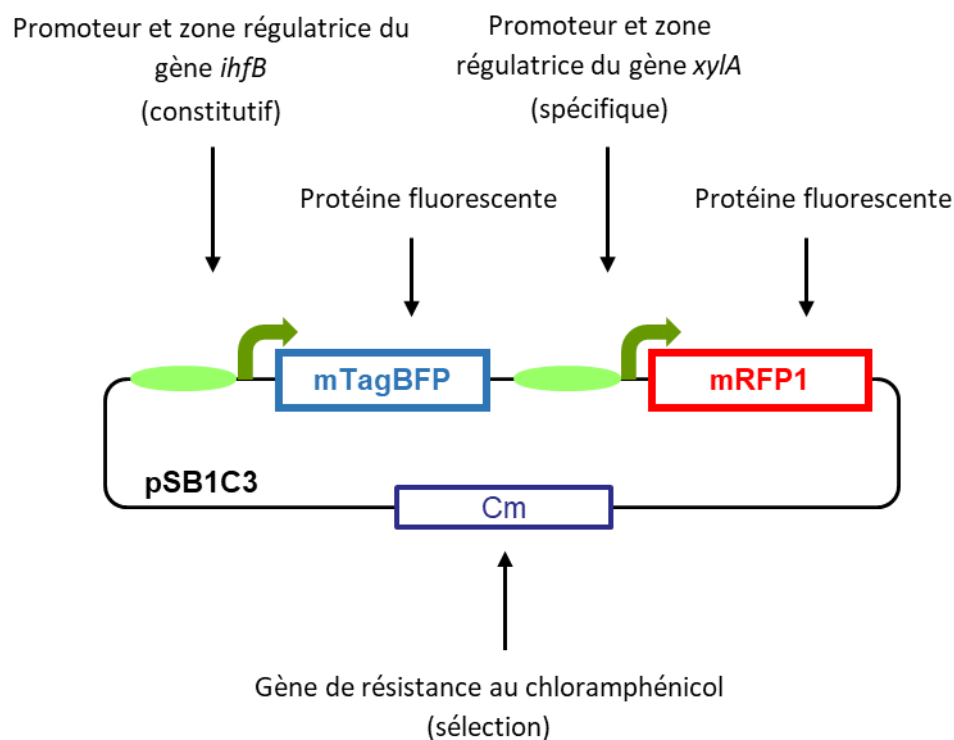 Promoteur et zone régulatrice du
gène ihfB
(constitutif)
Promoteur et zone
régulatrice du gène xylA
(spécifique)
Protéine fluorescente
Protéine fluorescente
mTagBFP
mRFP1
pSB1C3
Cm
Gène de résistance au chloramphénicol
(sélection)